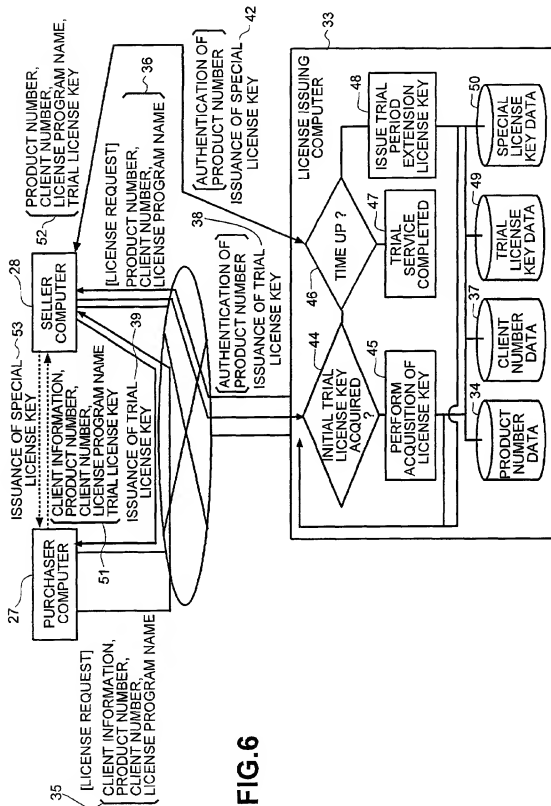 FIG.6
35
[LICENSE REQUEST]
CLIENT INFORMATION,
PRODUCT NUMBER,
CLIENT NUMBER,
LICENSE PROGRAM NAME
27
PURCHASER
COMPUTER
ISSUANCE OF SPECIAL
LICENSE KEY
53
CLIENT INFORMATION,
PRODUCT NUMBER,
CLIENT NUMBER,
LICENSE PROGRAM NAME
TRIAL LICENSE KEY
51
ISSUANCE OF TRIAL
LICENSE KEY
39
28
SELLER
COMPUTER
52
PRODUCT NUMBER,
CLIENT NUMBER,
LICENSE PROGRAM NAME,
TRIAL LICENSE KEY
[LICENSE REQUEST]
PRODUCT NUMBER,
CLIENT NUMBER,
LICENSE PROGRAM NAME
36
AUTHENTICATION OF
PRODUCT NUMBER
ISSUANCE OF TRIAL
LICENSE KEY
38
AUTHENTICATION OF
PRODUCT NUMBER
ISSUANCE OF SPECIAL
LICENSE KEY
42
33
LICENSE ISSUING
COMPUTER
44
INITIAL TRIAL
LICENSE KEY
ACQUIRED
?
45
PERFORM
ACQUISITION OF
LICENSE KEY
46
TIME UP ?
47
TRIAL
SERVICE
COMPLETED
48
ISSUE TRIAL
PERIOD
EXTENSION
LICENSE KEY
34
PRODUCT NUMBER
DATA
37
CLIENT NUMBER
DATA
49
TRIAL LICENSE
KEY DATA
50
SPECIAL LICENSE
KEY DATA